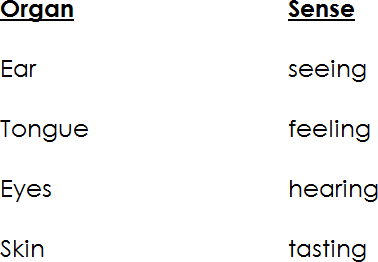 Organ Sense
Ear seeing
Tongue feeling
Eyes hearing
Skin tasting